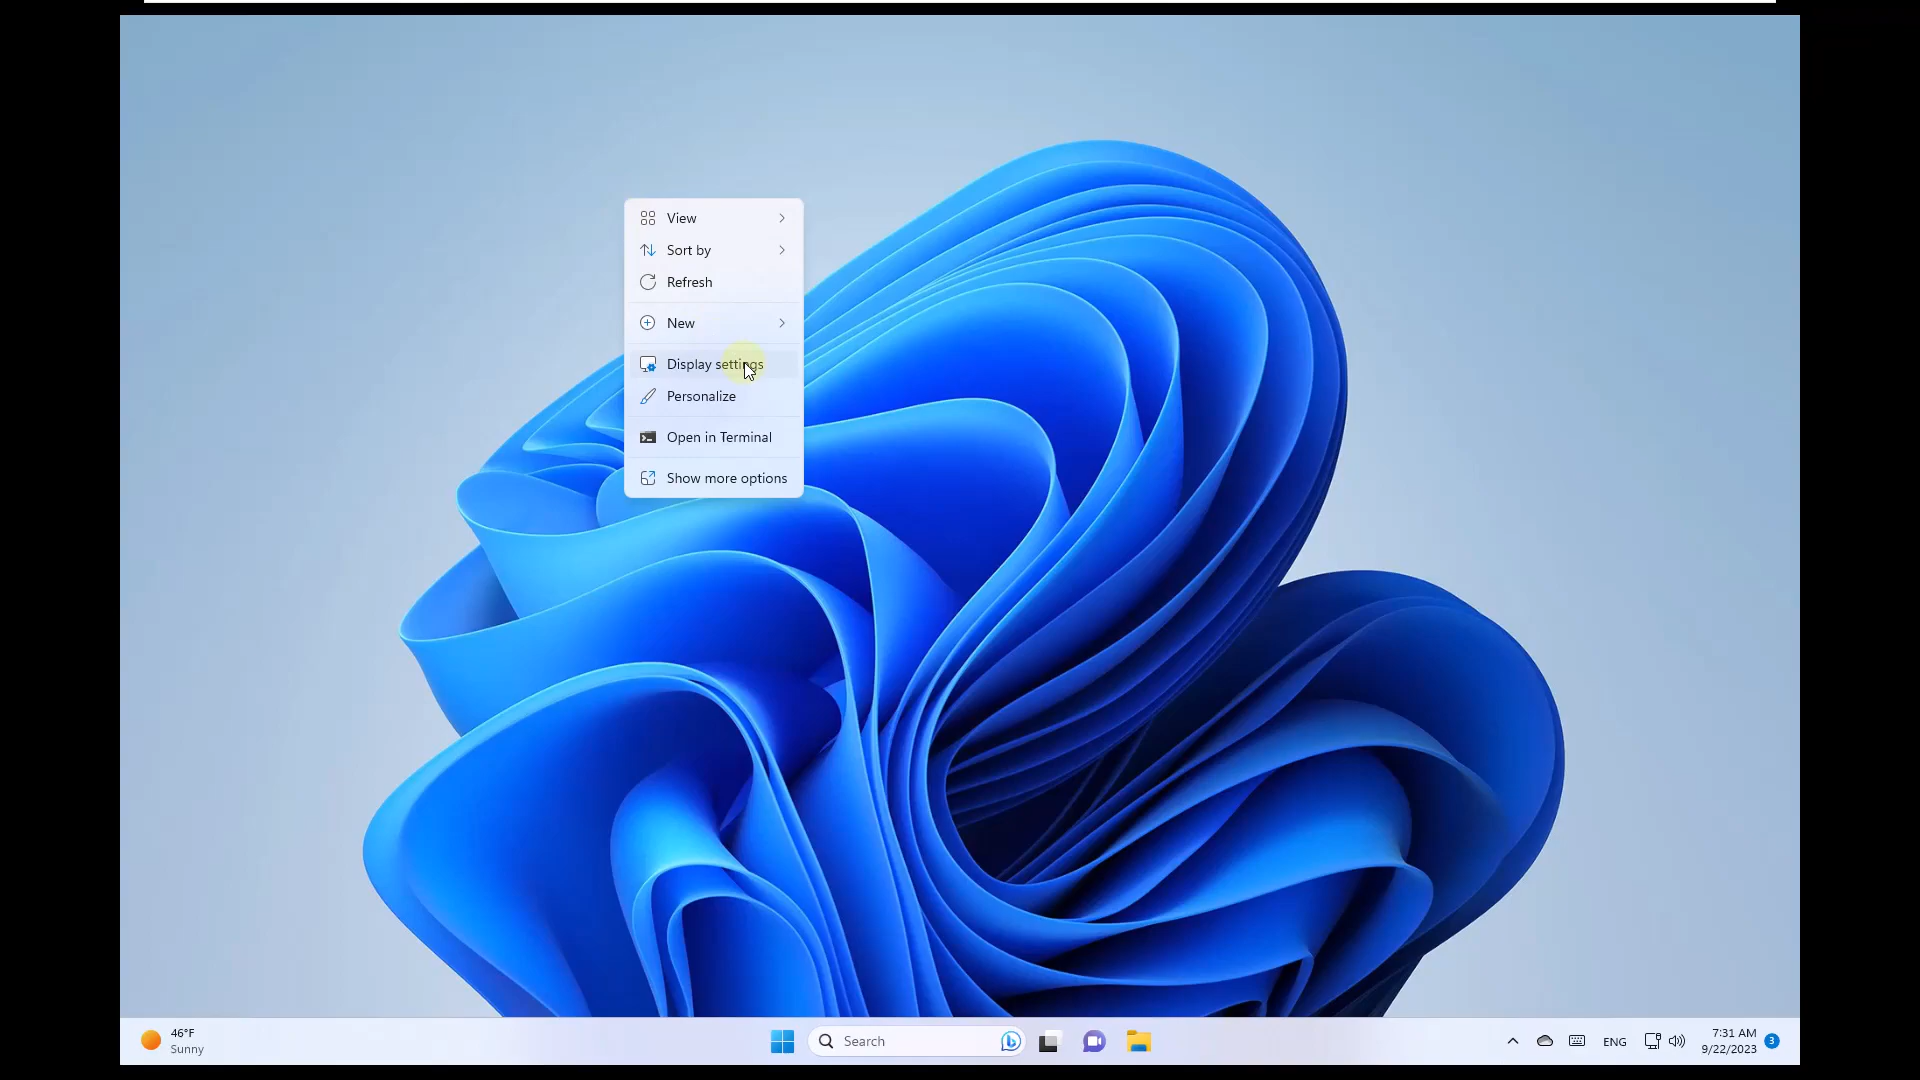 View
Sort by
Refresh
New
Display settings
Personalize
Open in Terminal
Show more options
46°F
Sunny
Search
ENG
7:31 AM
9/22/2023
3